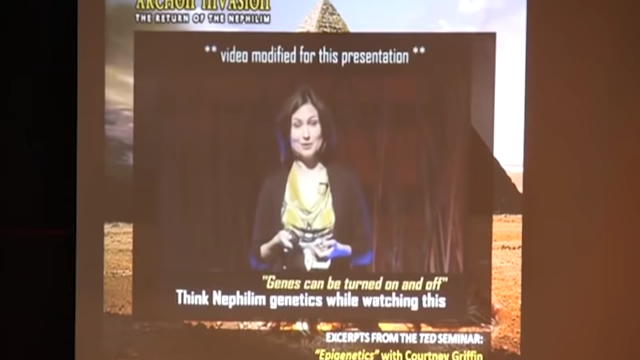 ARCHON INVASION
THE RETURN OF THE NEPHILIM
** video modified for this presentation **
"Genes can be turned on and off"
Think Nephilim genetics while watching this
EXCERPTS FROM THE TED SEMINAR:
"Epigenetics" with Courtney Griffin